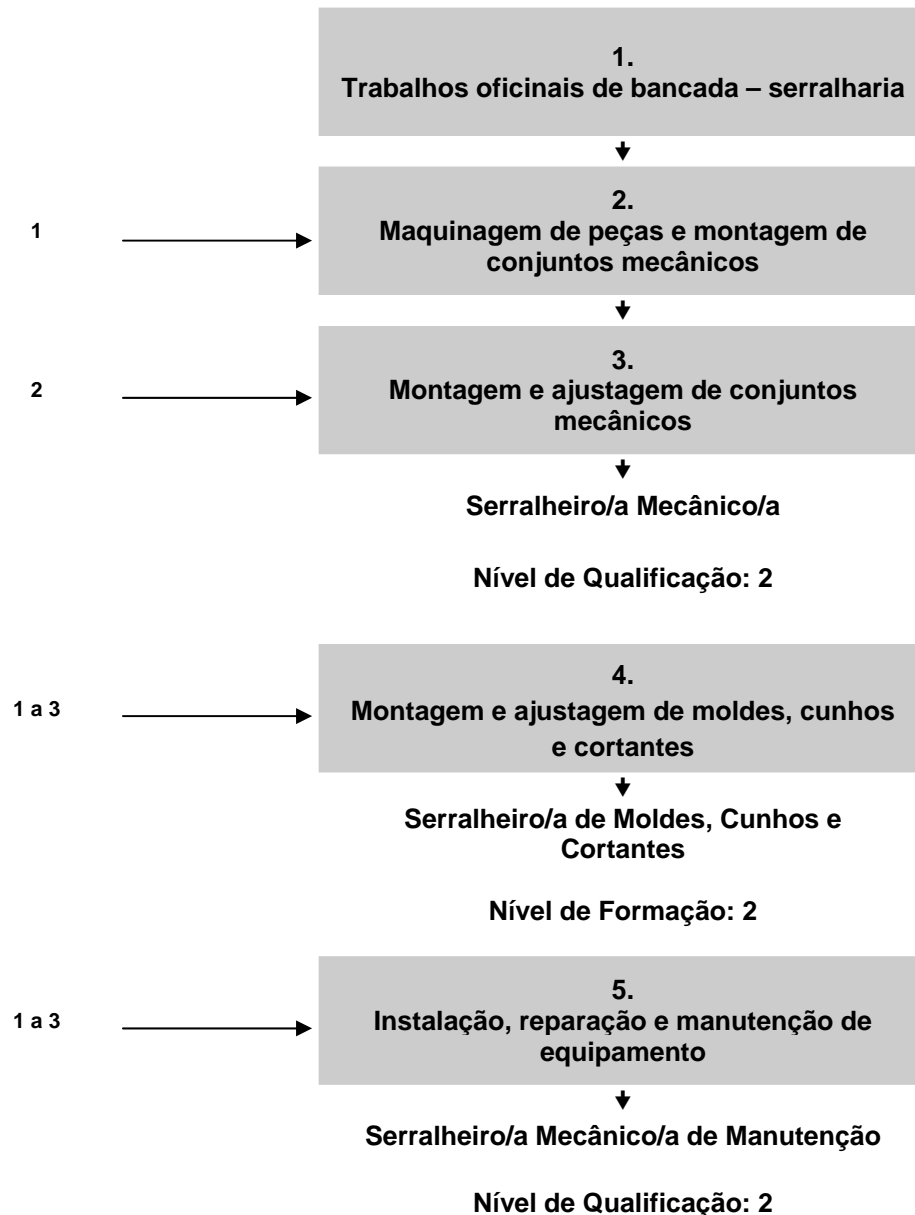 1.
Trabalhos oficinais de bancada – serralharia
1
2.
Maquinagem de peças e montagem de
conjuntos mecânicos
2
3.
Montagem e ajustagem de conjuntos
mecânicos
Serralheiro/a Mecânico/a
Nível de Qualificação: 2
1 a 3
4.
Montagem e ajustagem de moldes, cunhos
e cortantes
Serralheiro/a de Moldes, Cunhos e
Cortantes
Nível de Formação: 2
1 a 3
5.
Instalação, reparação e manutenção de
equipamento
Serralheiro/a Mecânico/a de Manutenção
Nível de Qualificação: 2